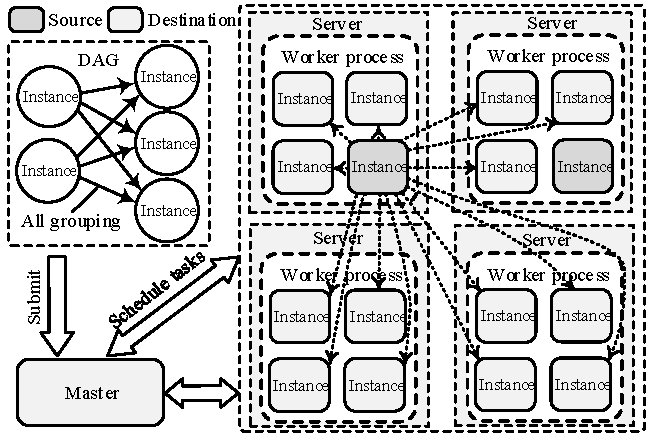 Source
Destination
DAG
Instance
Instance
Instance
Instance
Instance
All grouping
Submit
Schedule tasks
Master
Server
Worker process
Instance
Instance
Instance
Instance
Server
Worker process
Instance
Instance
Instance
Instance
Server
Worker process
Instance
Instance
Instance
Instance
Server
Worker process
Instance
Instance
Instance
Instance